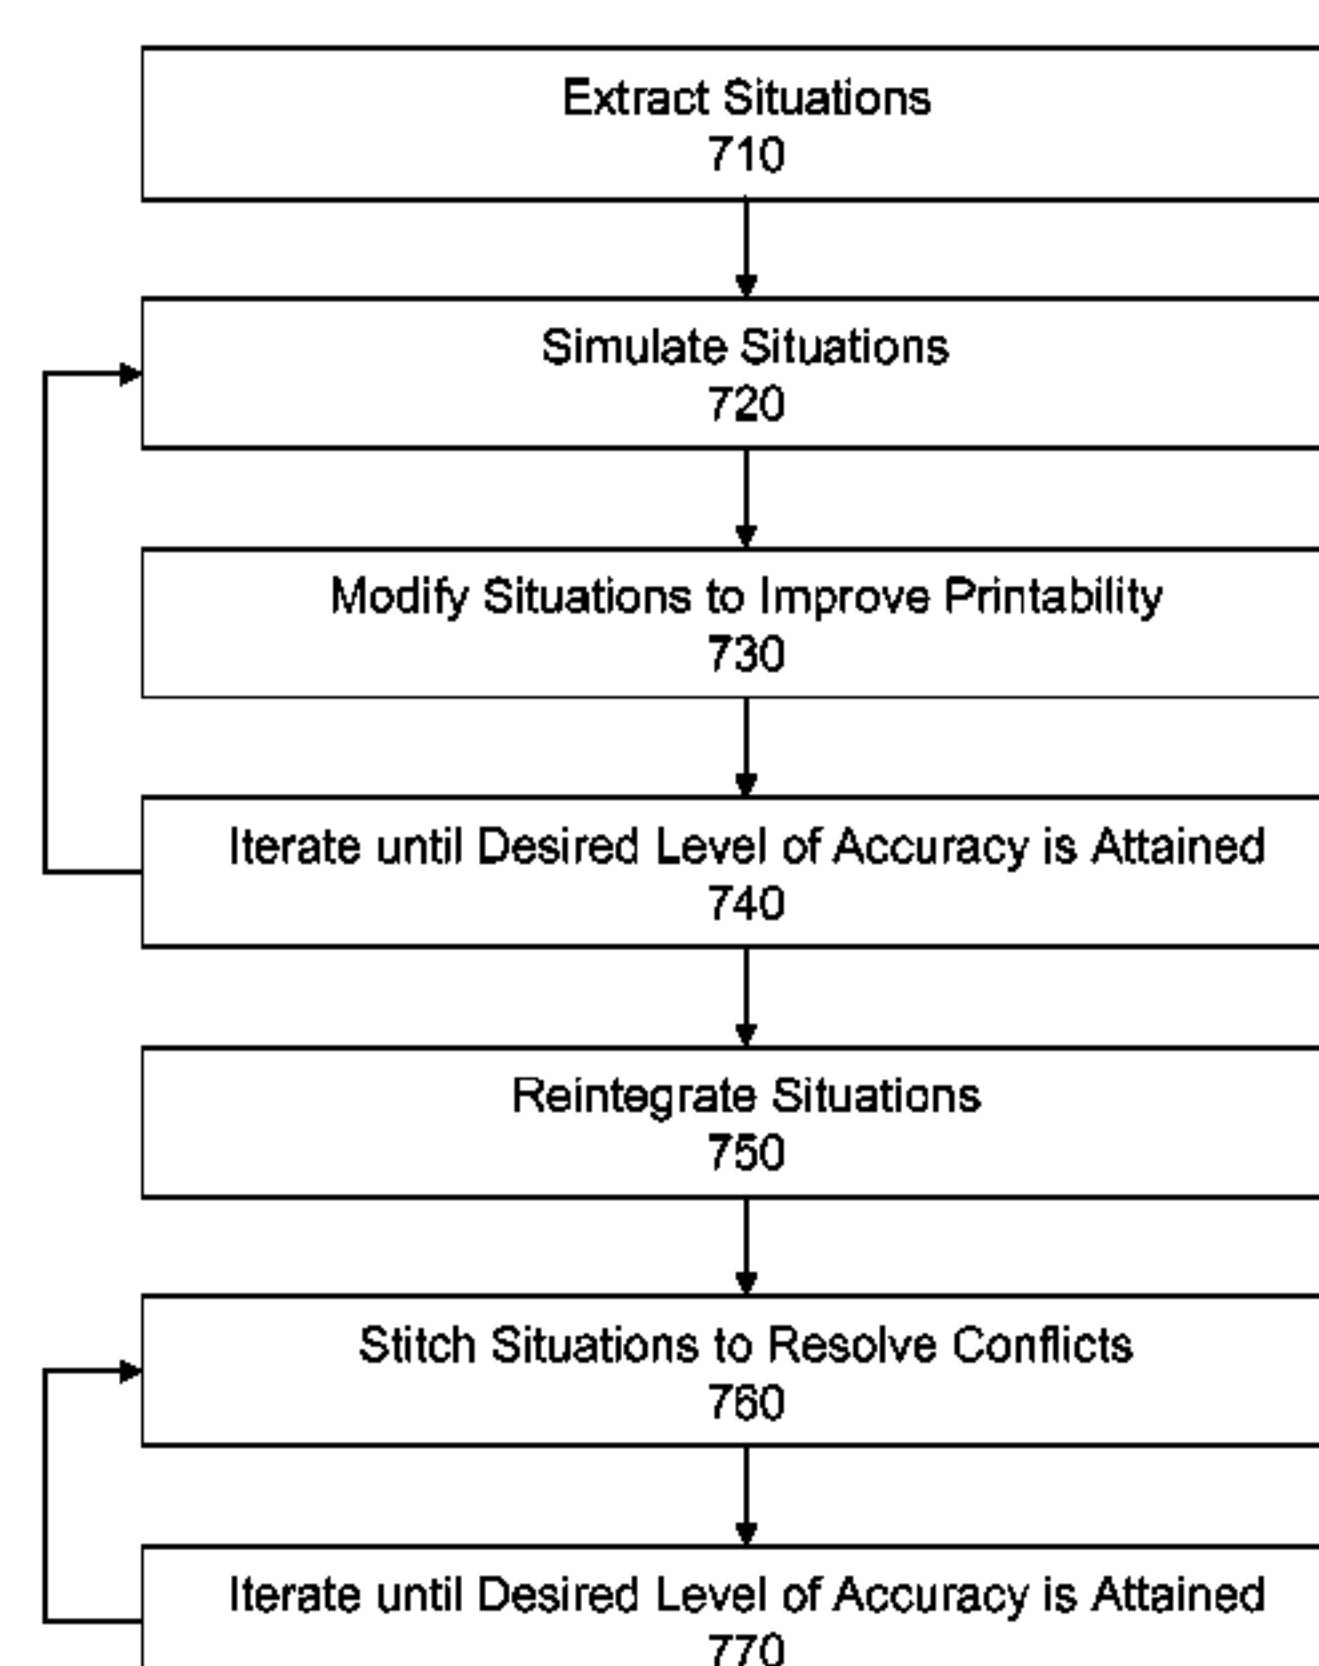 Extract Situations
710
Simulate Situations
720
Modify Situations to Improve Printability
730
Iterate until Desired Level of Accuracy is Attained
740
Reintegrate Situations
750
Stitch Situations to Resolve Conflicts
760
Iterate until Desired Level of Accuracy is Attained
770